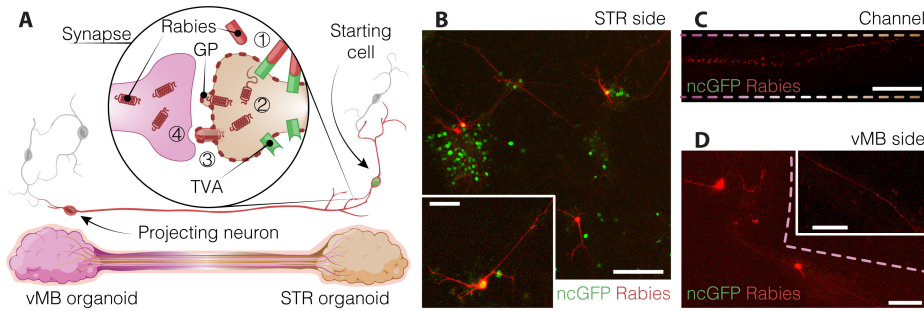 A
Synapse
Rabies
GP
①
②
③
④
TVA
Starting
cell
Projecting neuron
vMB organoid
STR organoid
B
STR side
ncGFP Rabies
C
Channel
ncGFP Rabies
D
vMB side
ncGFP Rabies